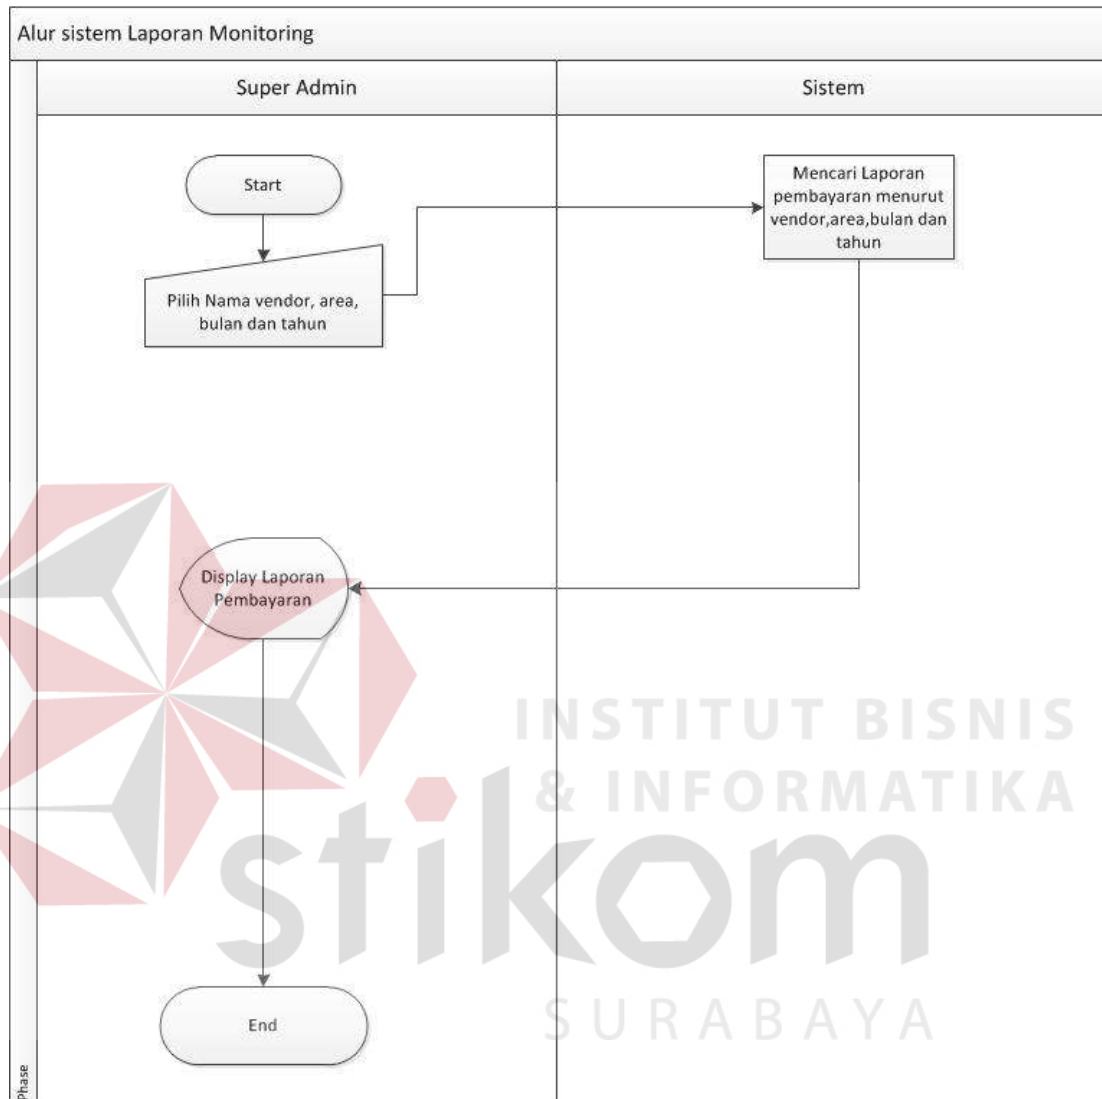 Alur sistem Laporan Monitoring
Super Admin
Sistem
Start
Mencari Laporan
pembayaran menurut
vendor,area,bulan dan
tahun
Pilih Nama vendor, area,
bulan dan tahun
Display Laporan
Pembayaran
INSTITUT BISNIS
& INFORMATIKA
stikom
SURABAYA
End
Phase